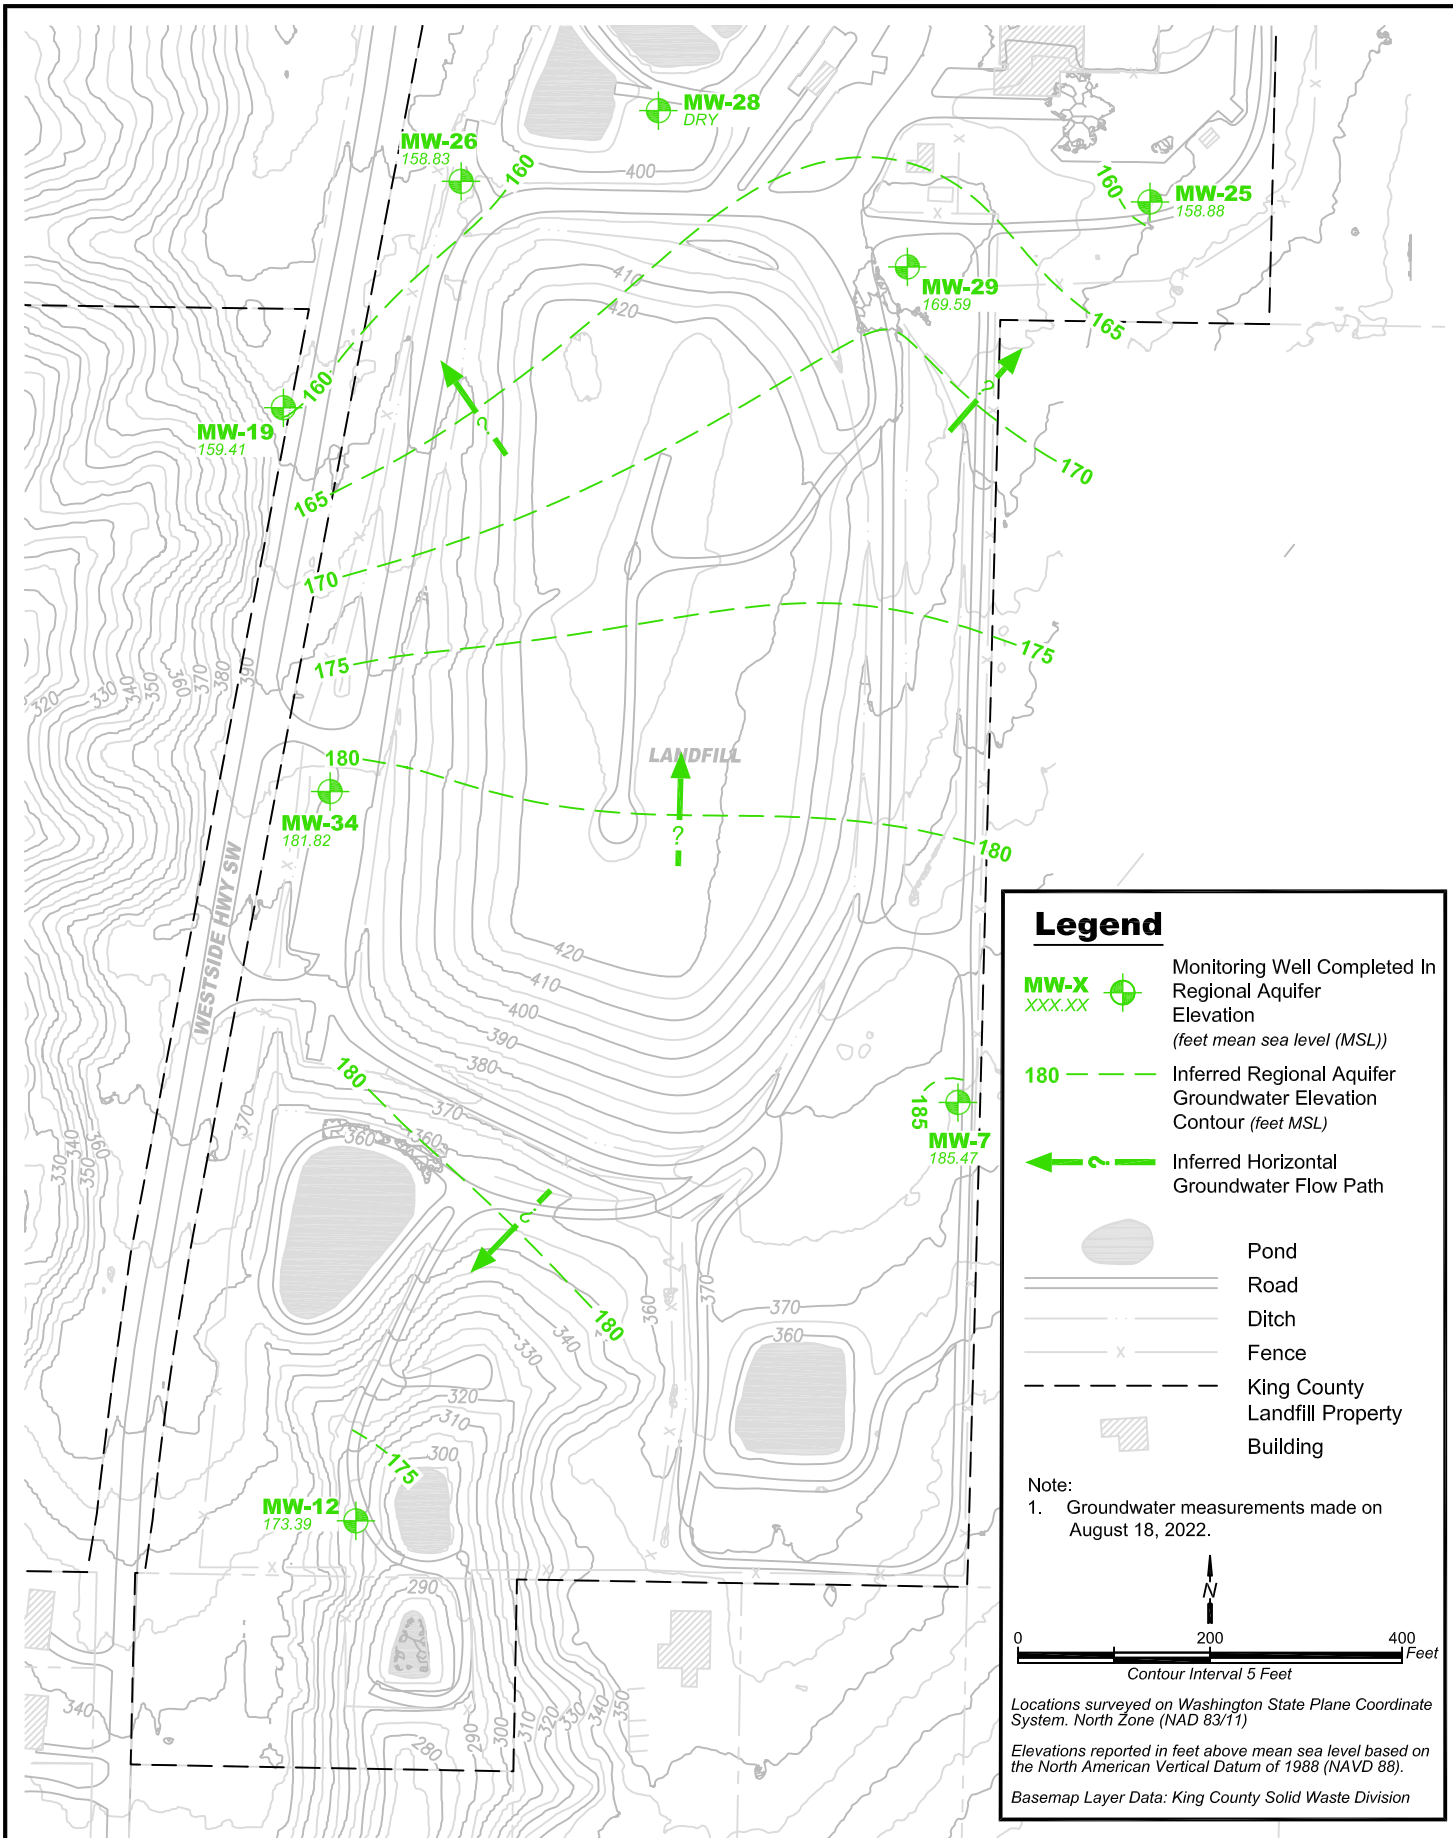 MW-28
DRY
MW-26
158.83
160
400
160
MW-25
158.88
410
420
MW-29
169.59
165
160
MW-19
159.41
?
?
165
170
170
175
175
320
330
340
350
360
370
380
390
180
LANDFILL
MW-34
181.82
?
180
WESTSIDE HWY SW
420
410
400
390
380
370
180
370
360
360
330
340
350
360
185
MW-7
185.47
?
180
360
370
370
360
340
330
320
310
300
175
MW-12
173.39
290
340
280
290
300
310
320
330
340
350
Legend
MW-X
XXX.XX
Monitoring Well Completed In
Regional Aquifer
Elevation
(feet mean sea level (MSL))
180
Inferred Regional Aquifer
Groundwater Elevation
Contour (feet MSL)
?
Inferred Horizontal
Groundwater Flow Path
Pond
Road
Ditch
X
Fence
King County
Landfill Property
Building
Note:
1. Groundwater measurements made on
August 18, 2022.
N
0 200 400
Feet
Contour Interval 5 Feet
Locations surveyed on Washington State Plane Coordinate
System. North Zone (NAD 83/11)
Elevations reported in feet above mean sea level based on
the North American Vertical Datum of 1988 (NAVD 88).
Basemap Layer Data: King County Solid Waste Division